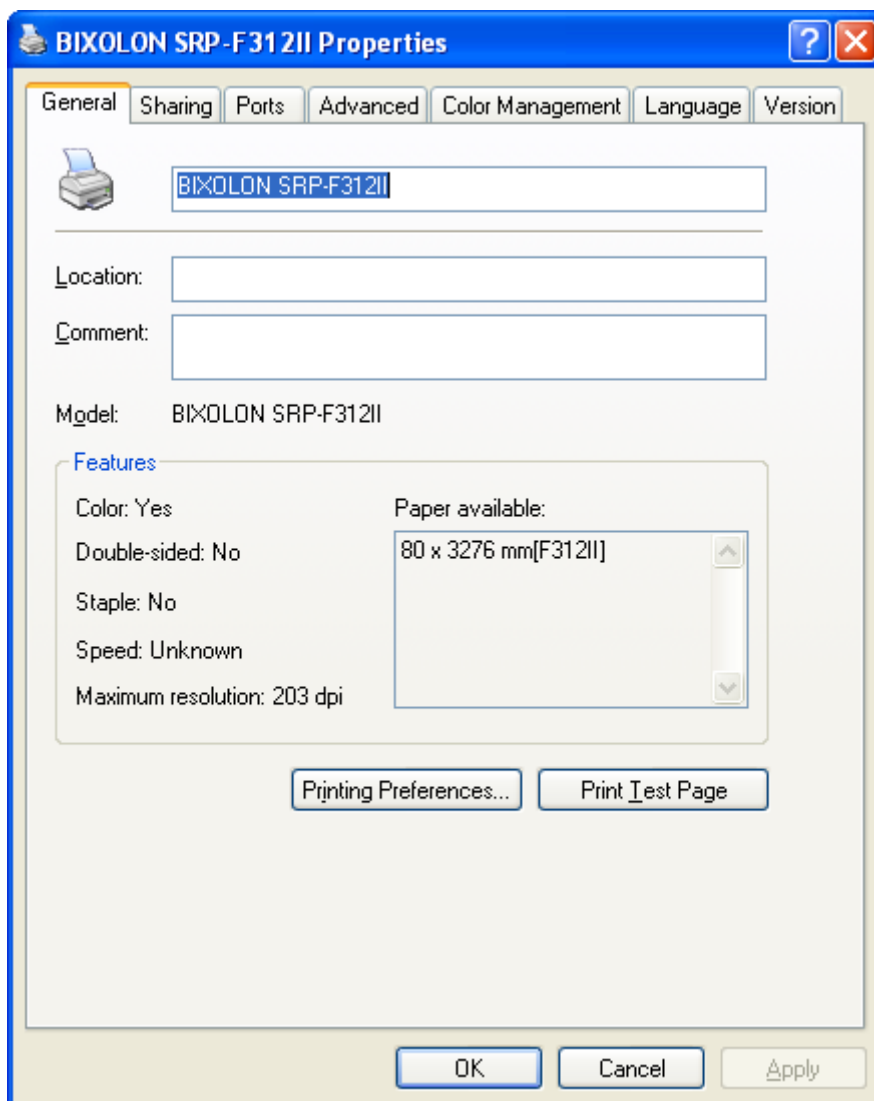 BIXOLON SRP-F312II Properties
General Sharing Ports Advanced Color Management Language Version
BIXOLON SRP-F312II
Location:
Comment:
Model: BIXOLON SRP-F312II
Features
Color: Yes
Double-sided: No
Staple: No
Speed: Unknown
Maximum resolution: 203 dpi
Paper available:
80 x 3276 mm[F312II]
Printing Preferences... Print Test Page
OK Cancel Apply